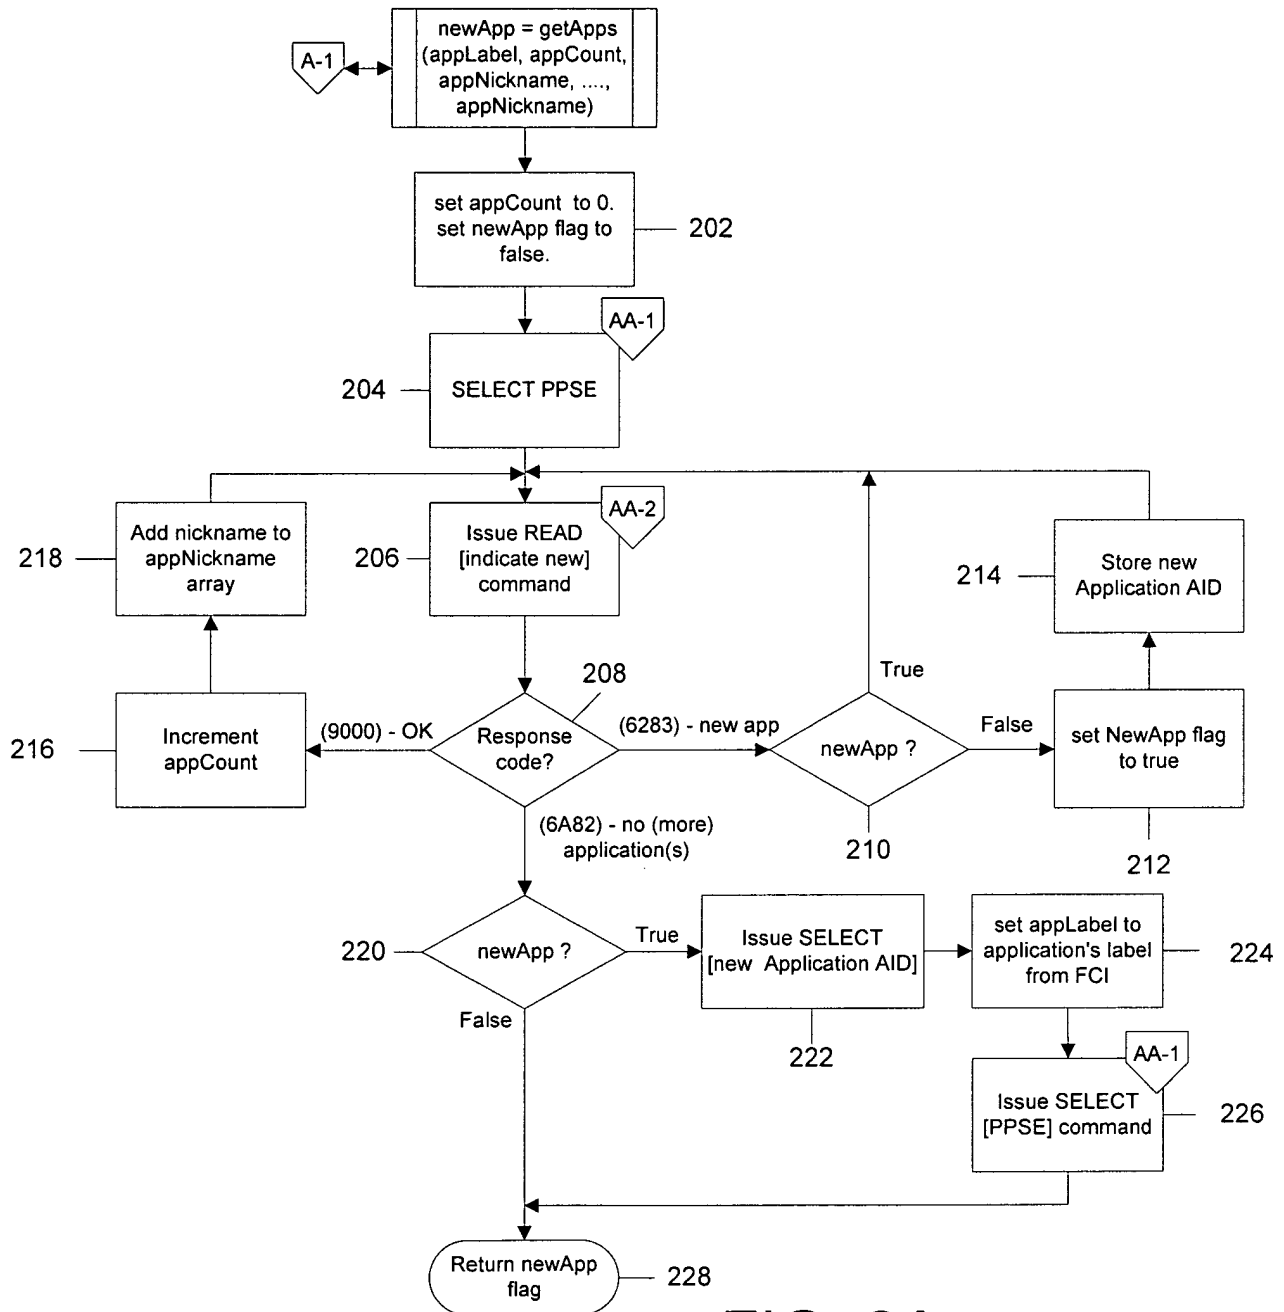 newApp = getApps
(appLabel, appCount,
appNickname, ....,
appNickname)
A-1
set appCount to 0.
set newApp flag to
false.
202
AA-1
204
SELECT PPSE
218
Add nickname to
appNickname
array
206
Issue READ
[indicate new]
command
AA-2
214
Store new
Application AID
208
True
216
Increment
appCount
(9000) - OK
Response
code?
(6283) - new app
newApp ?
False
set NewApp flag
to true
(6A82) - no (more)
application(s)
210
212
220
newApp ?
True
Issue SELECT
[new Application AID]
set appLabel to
application's label
from FCI
224
False
222
AA-1
Issue SELECT
[PPSE] command
226
Return newApp
flag
228